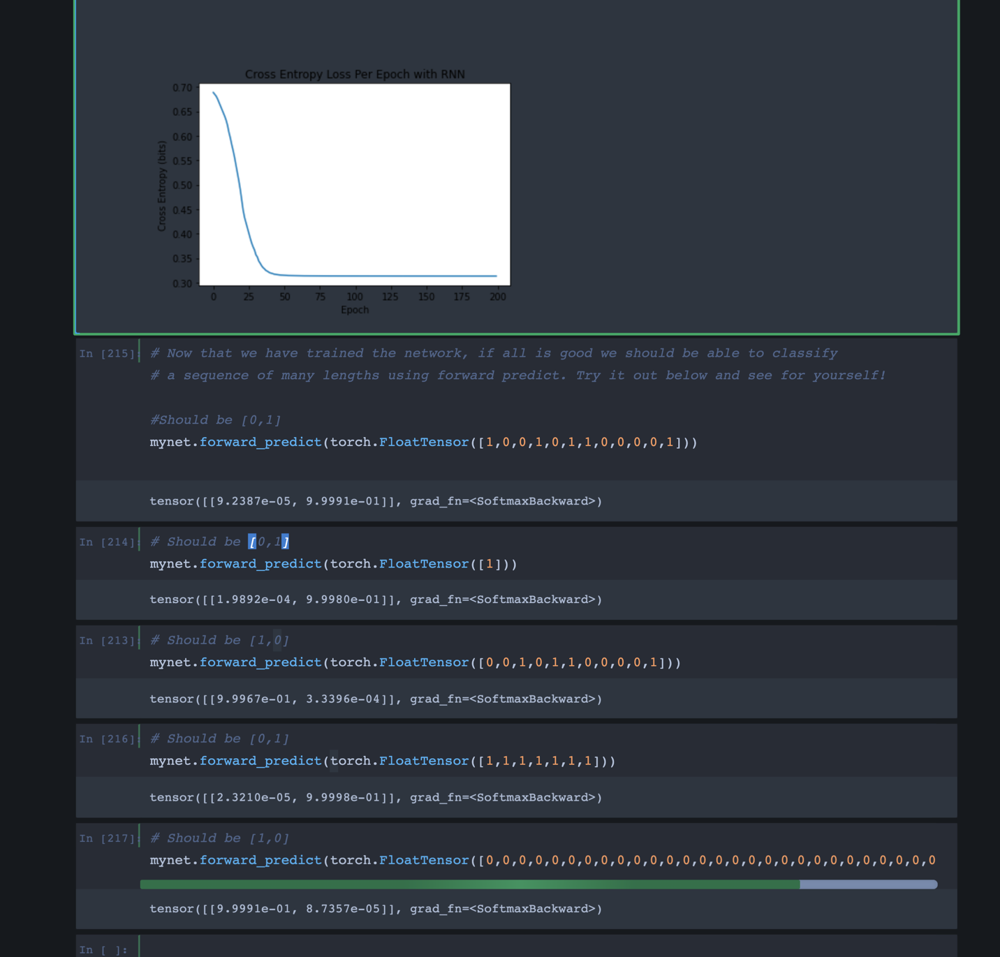 Cross Entropy Loss Per Epoch with RNN
0.70
0.65
0.60
0.55
0.50
0.45
0.40
0.35
0.30
Cross Entropy (bits)
0 25 50 75 100 125 150 175 200
Epoch
In [215]: # Now that we have trained the network, if all is good we should be able to classify
# a sequence of many lengths using forward predict. Try it out below and see for yourself!
#Should be [0,1]
mynet.forward_predict(torch.FloatTensor([1,0,0,1,0,1,1,0,0,0,0,1]))
tensor([[9.2387e-05, 9.9991e-01]], grad_fn=<SoftmaxBackward>)
In [214]: # Should be [0,1]
mynet.forward_predict(torch.FloatTensor([1]))
tensor([[1.9892e-04, 9.9980e-01]], grad_fn=<SoftmaxBackward>)
In [213]: # Should be [1,0]
mynet.forward_predict(torch.FloatTensor([0,0,1,0,1,1,0,0,0,0,1]))
tensor([[9.9967e-01, 3.3396e-04]], grad_fn=<SoftmaxBackward>)
In [216]: # Should be [0,1]
mynet.forward_predict(torch.FloatTensor([1,1,1,1,1,1,1]))
tensor([[2.3210e-05, 9.9998e-01]], grad_fn=<SoftmaxBackward>)
In [217]: # Should be [1,0]
mynet.forward_predict(torch.FloatTensor([0,0,0,0,0,0,0,0,0,0,0,0,0,0,0,0,0,0,0,0,0,0,0,0,0,0,0,0
tensor([[9.9991e-01, 8.7357e-05]], grad_fn=<SoftmaxBackward>)
In [ ]: